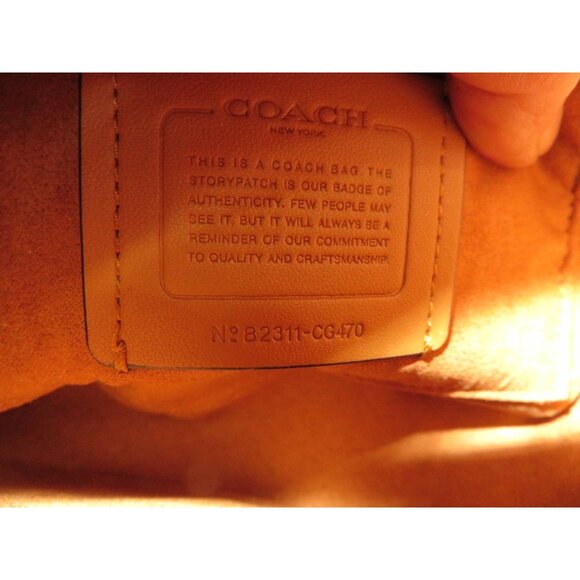 COACH
NEW YORK
THIS IS A COACH BAG. THE
STORYPATCH IS OUR BADGE OF
AUTHENTICITY. FEW PEOPLE MAY
SEE IT, BUT IT WILL ALWAYS BE A
REMINDER OF OUR COMMITMENT
TO QUALITY AND CRAFTSMANSHIP.
Nº B2311-CG470